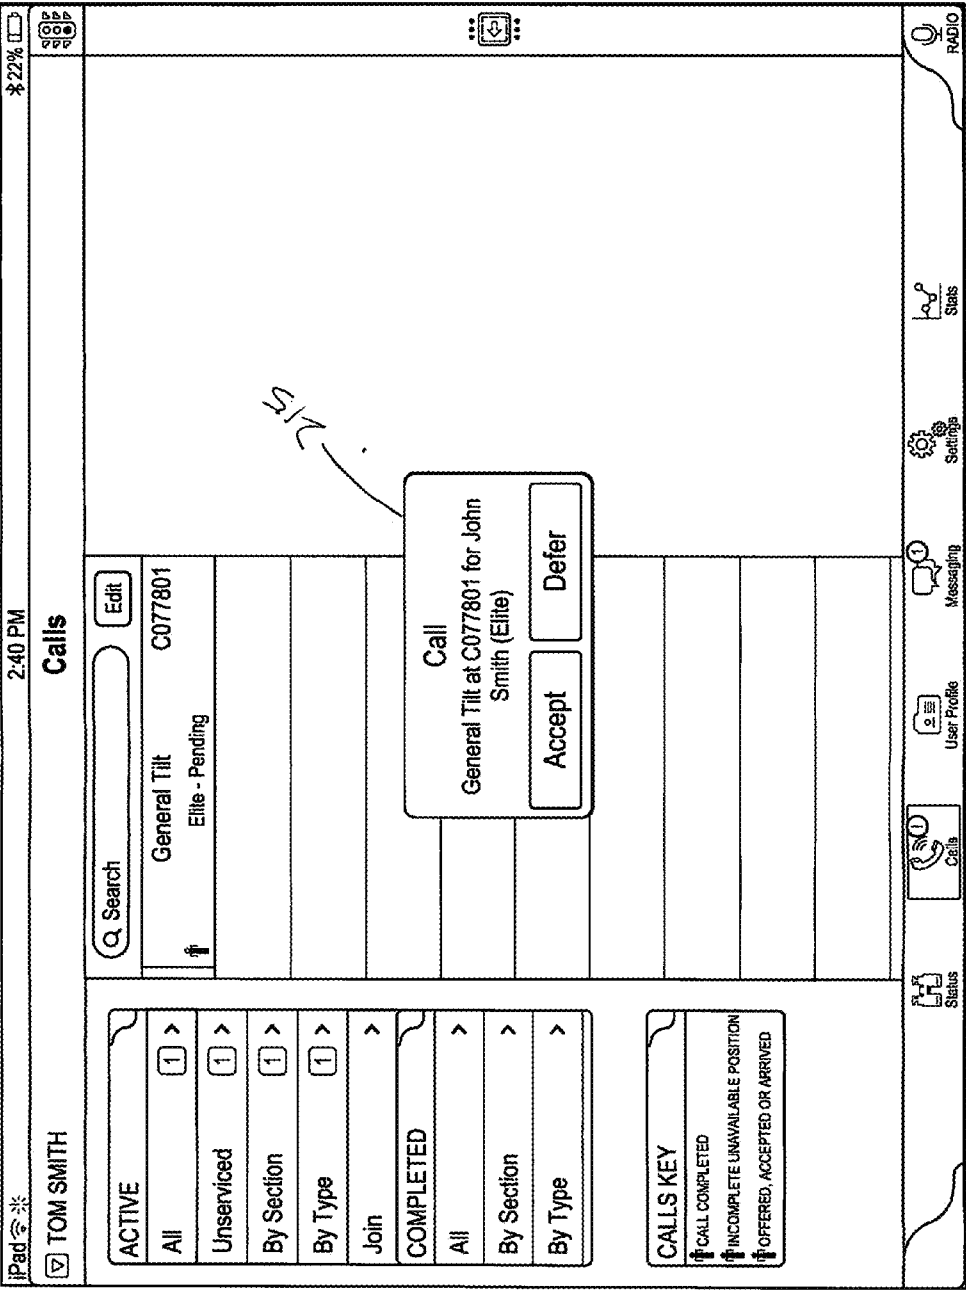 iPad
2:40 PM
22%
TOM SMITH
Calls
ACTIVE
All 1 >
Unserviced 1 >
By Section 1 >
By Type 1 >
Join >
COMPLETED
All >
By Section >
By Type >
CALLS KEY
CALL COMPLETED
INCOMPLETE UNAVAILABLE POSITION
OFFERED, ACCEPTED OR ARRIVED
Search
Edit
General Tilt C077801
Elite - Pending
Call
General Tilt at C077801 for John
Smith (Elite)
Accept Defer
215
Status
1
Calls
User Profile
1
Messaging
Settings
Stats
RADIO